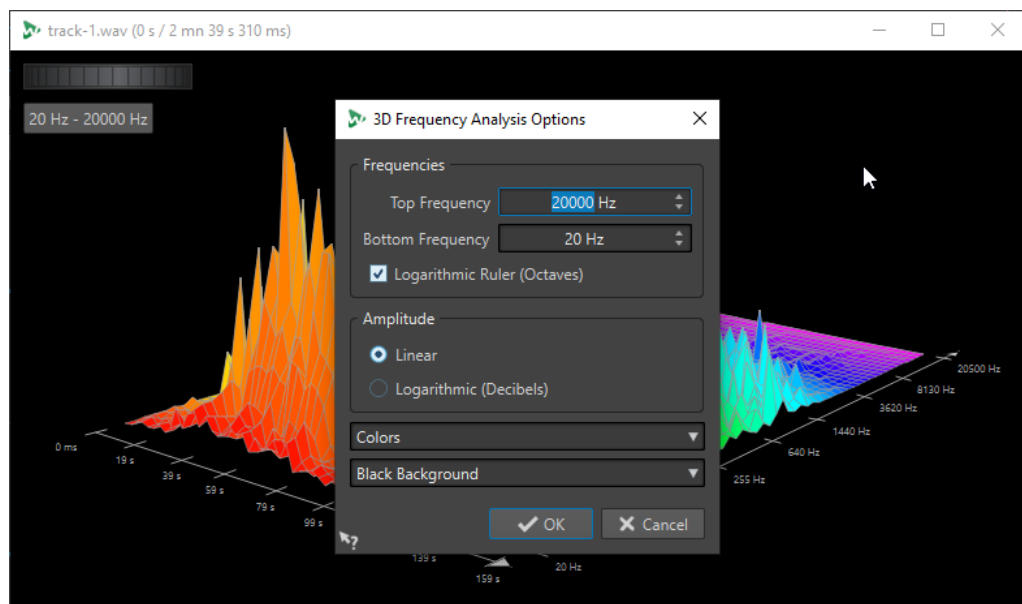 track-1.wav (0 s / 2 mn 39 s 310 ms)
20 Hz - 20000 Hz
3D Frequency Analysis Options
Frequencies
Top Frequency 20000 Hz
Bottom Frequency 20 Hz
Logarithmic Ruler (Octaves)
Amplitude
Linear
Logarithmic (Decibels)
Colors
Black Background
OK Cancel
0 ms
19 s
39 s
59 s
79 s
99 s
139 s
159 s
20 Hz
255 Hz
640 Hz
1440 Hz
3620 Hz
8130 Hz
20500 Hz